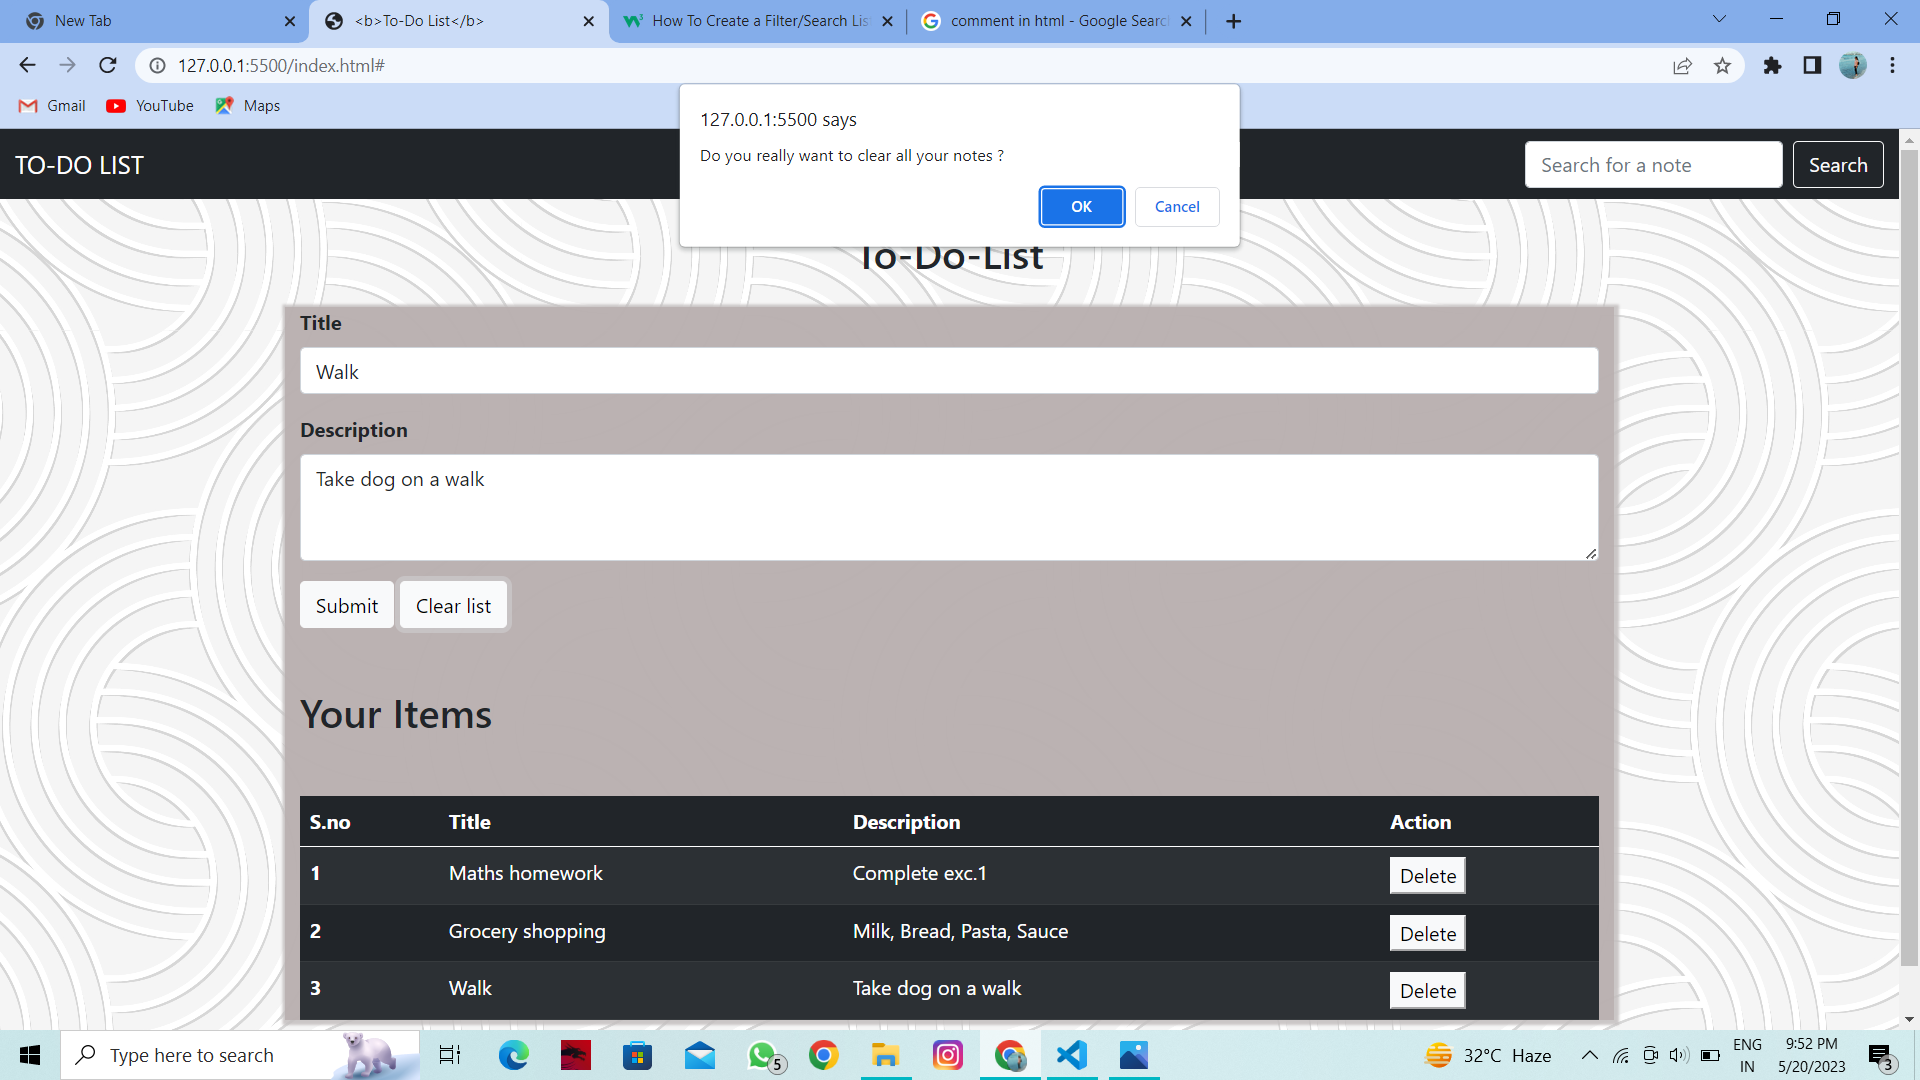 New Tab
<b>To-Do List</b>
How To Create a Filter/Search List
comment in html - Google Search
127.0.0.1:5500/index.html#
Gmail YouTube Maps
127.0.0.1:5500 says
Do you really want to clear all your notes ?
OK Cancel
TO-DO LIST
Search for a note Search
To-Do-List
Title
Walk
Description
Take dog on a walk
Submit Clear list
Your Items
S.no Title Description Action
1 Maths homework Complete exc.1 Delete
2 Grocery shopping Milk, Bread, Pasta, Sauce Delete
3 Walk Take dog on a walk Delete
Type here to search
5
32°C Haze
ENG
IN
9:52 PM
5/20/2023
3